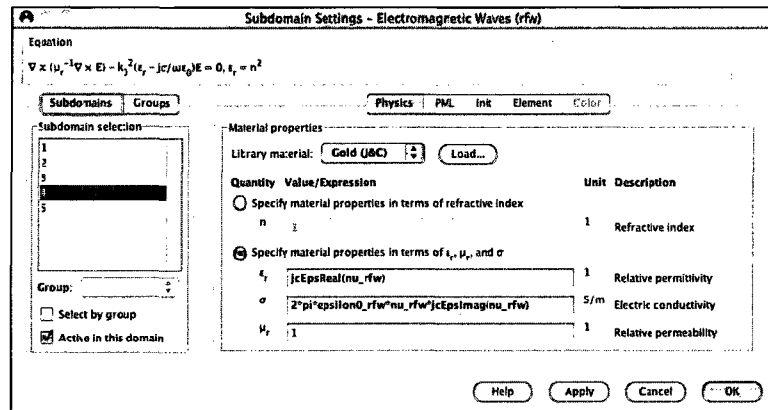 Subdomain Settings - Electromagnetic Waves (rfw)
Equation
∇ × (μr⁻¹∇ × E) - k0²(εr - jσ/ωε0)E = 0, εr = n²
Subdomains Groups
Physics PML Init Element Color
Subdomain selection
1
2
3
4
5
Group:
Select by group
Active in this domain
Material properties
Library material: Gold (J&C) Load...
Quantity Value/Expression Unit Description
Specify material properties in terms of refractive index
n 1 Refractive index
Specify material properties in terms of εr, μr, and σ
εr jcEpsReal(nu_rfw) 1 Relative permittivity
σ 2*pi*epsilon0_rfw*nu_rfw*jcEpsImag(nu_rfw) S/m Electric conductivity
μr 1 1 Relative permeability
Help Apply Cancel OK